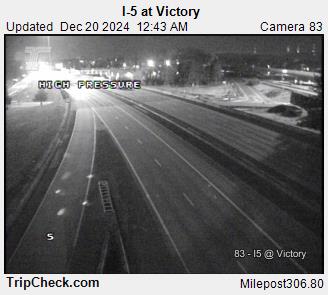 I-5 at Victory
Updated Dec 20 2024 12:43 AM Camera 83
HIGH PRESSURE
S
83 - I5 @ Victory
TripCheck.com Milepost306.80